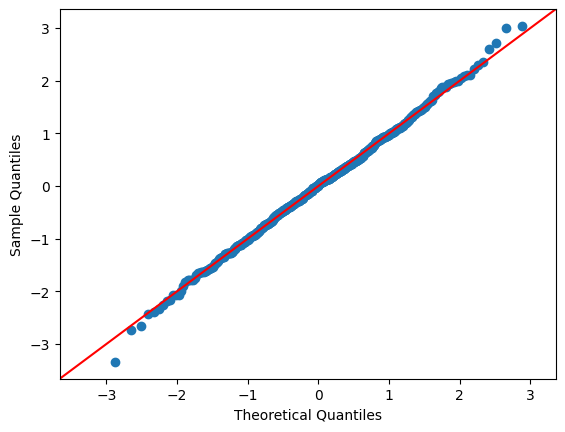 3
2
1
0
−1
−2
−3
Sample Quantiles
−3 −2 −1 0 1 2 3
Theoretical Quantiles